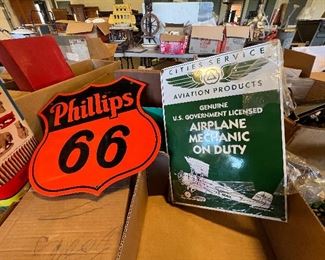 Phillips
66
CITIES SERVICE
AVIATION PRODUCTS
GENUINE
U.S. GOVERNMENT LICENSED
AIRPLANE
MECHANIC
ON DUTY